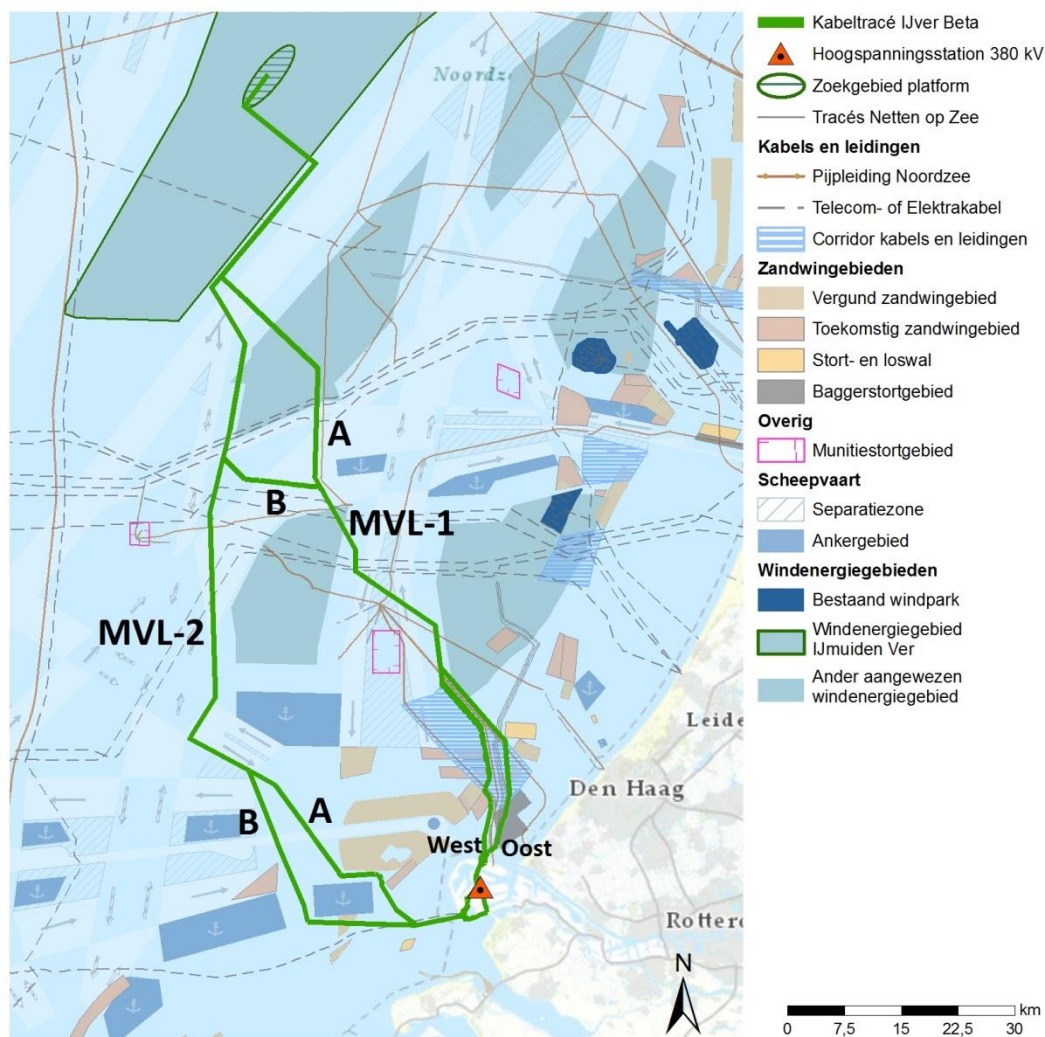 Noordze
A
B
MVL-1
MVL-2
Leide
Den Haag
A
B
West
Oost
Rotterd
N
Kabeltracé IJver Beta
Hoogspanningsstation 380 kV
Zoekgebied platform
Tracés Netten op Zee
Kabels en leidingen
Pijpleiding Noordzee
Telecom- of Elektrakabel
Corridor kabels en leidingen
Zandwingebieden
Vergund zandwingebied
Toekomstig zandwingebied
Stort- en loswal
Baggerstortgebied
Overig
Munitiestortgebied
Scheepvaart
Separatiezone
Ankergebied
Windenergiegebieden
Bestaand windpark
Windenergiegebied
IJmuiden Ver
Ander aangewezen
windenergiegebied
km
0 7,5 15 22,5 30